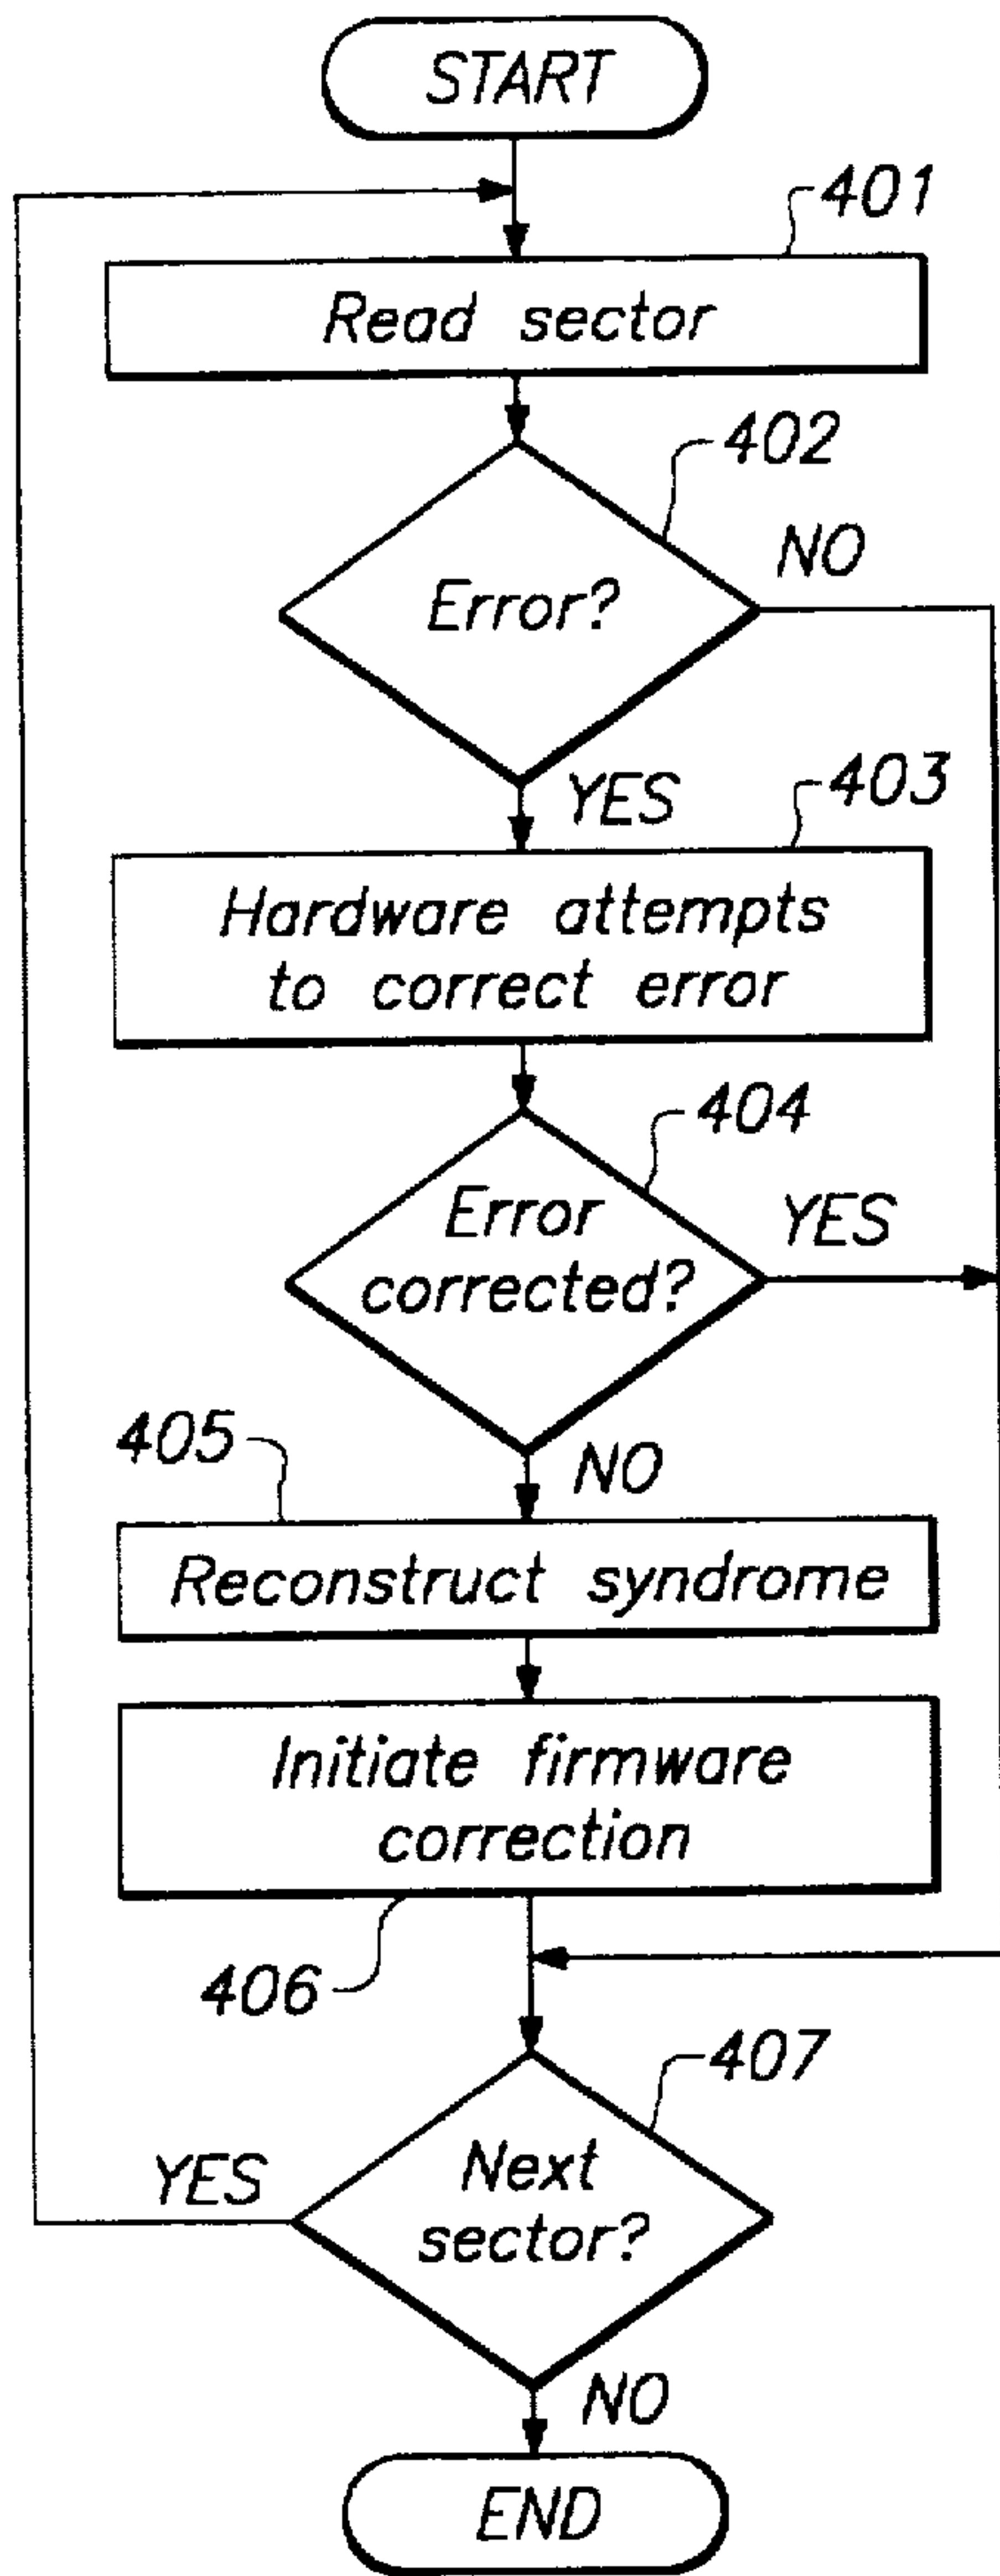 START
401
Read sector
402
NO
Error?
YES
403
Hardware attempts
to correct error
404
Error
YES
corrected?
405
NO
Reconstruct syndrome
Initiate firmware
correction
406
407
Next
YES
sector?
NO
END